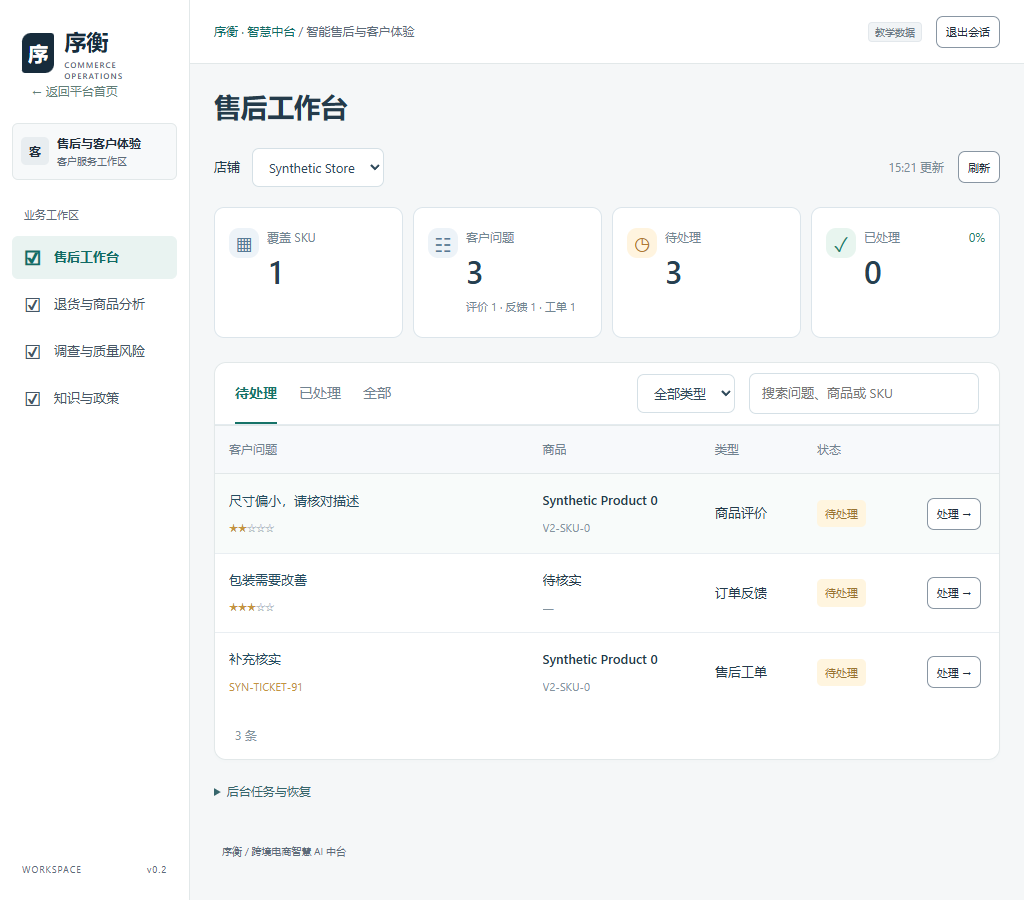 序
序衡
COMMERCE
OPERATIONS
← 返回平台首页
客
售后与客户体验
客户服务工作区
业务工作区
售后工作台
退货与商品分析
调查与质量风险
知识与政策
WORKSPACE
v0.2
序衡 · 智慧中台 / 智能售后与客户体验
教学数据
退出会话
售后工作台
店铺
Synthetic Store
15:21 更新
刷新
覆盖 SKU
1
客户问题
3
评价 1 · 反馈 1 · 工单 1
待处理
3
已处理
0%
0
待处理
已处理
全部
全部类型
搜索问题、商品或 SKU
客户问题
商品
类型
状态
尺寸偏小，请核对描述
★★☆☆☆
Synthetic Product 0
V2-SKU-0
商品评价
待处理
处理 →
包装需要改善
★★★☆☆
待核实
—
订单反馈
待处理
处理 →
补充核实
SYN-TICKET-91
Synthetic Product 0
V2-SKU-0
售后工单
待处理
处理 →
3 条
后台任务与恢复
序衡 / 跨境电商智慧 AI 中台